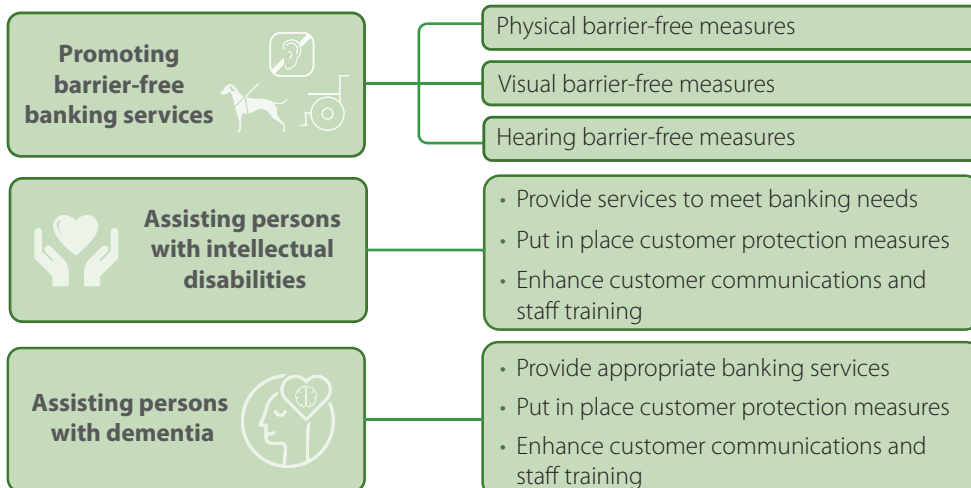 Promoting
barrier-free
banking services
Physical barrier-free measures
Visual barrier-free measures
Hearing barrier-free measures
Assisting persons
with intellectual
disabilities
• Provide services to meet banking needs
• Put in place customer protection measures
• Enhance customer communications and
staff training
Assisting persons
with dementia
• Provide appropriate banking services
• Put in place customer protection measures
• Enhance customer communications and
staff training